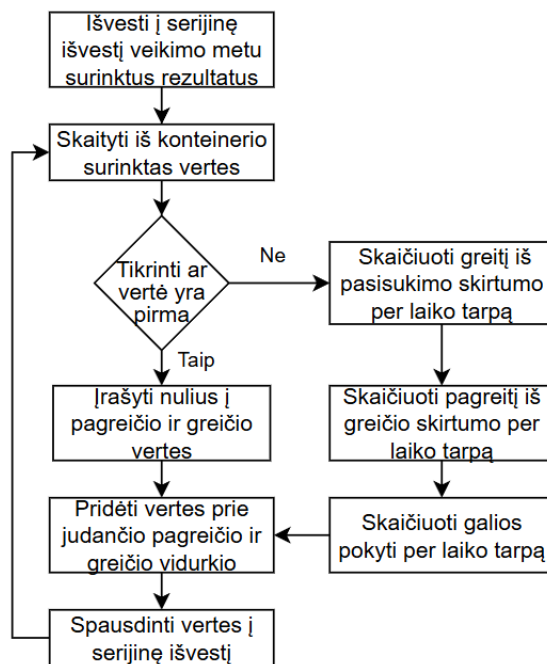 Išvesti į serijinę
išvestį veikimo metu
surinktus rezultatus
Skaityti iš konteinerio
surinktas vertes
Tikrinti ar
vertė yra
pirma
Ne
Skaičiuoti greitį iš
pasisukimo skirtumo
per laiko tarpą
Taip
Įrašyti nulius į
pagreičio ir greičio
vertes
Skaičiuoti pagreitį iš
greičio skirtumo per
laiko tarpą
Skaičiuoti galios
pokyti per laiko tarpą
Pridėti vertes prie
judančio pagreičio ir
greičio vidurkio
Spausdinti vertes į
serijinę išvestį